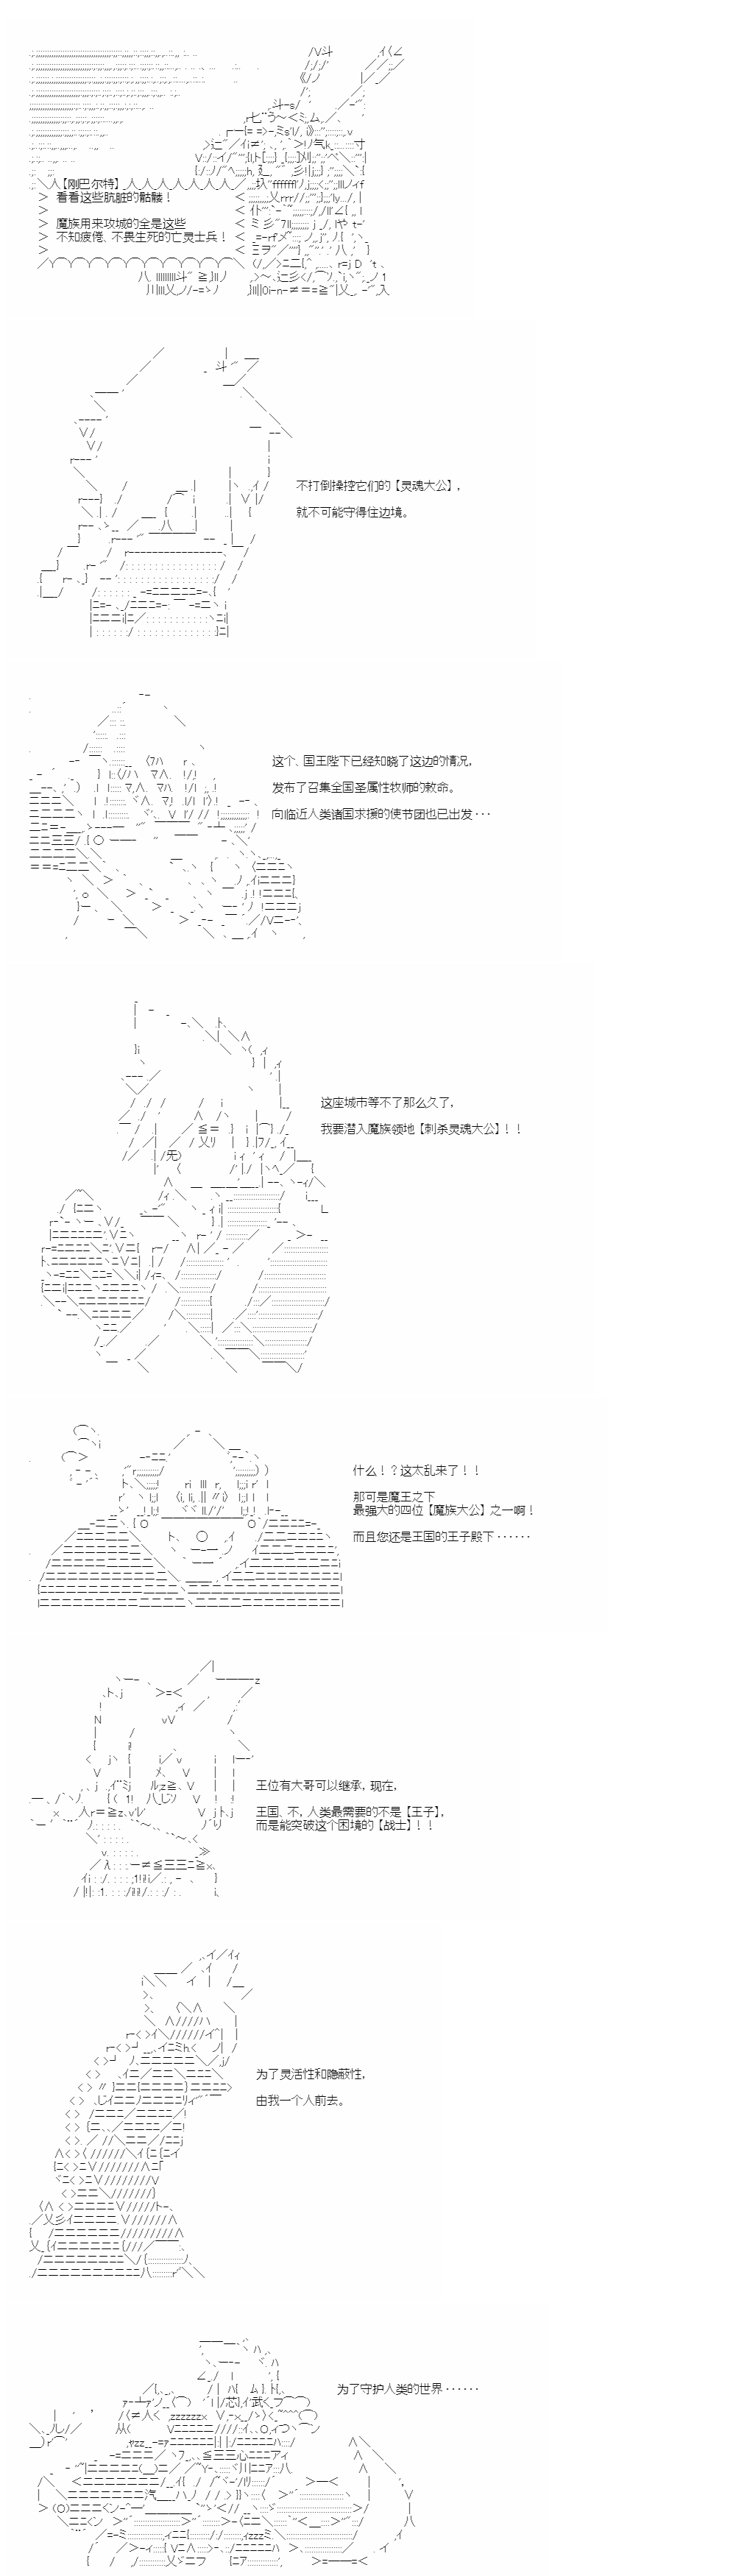 【刚巴尔特】
看看这些肮脏的骷髅！
魔族用来攻城的全是这些
不知疲倦、不畏生死的亡灵士兵！
不打倒操控它们的【灵魂大公】，
就不可能守得住边境。
这个、国王陛下已经知晓了这边的情况，
发布了召集全国圣属性牧师的敕命。
向临近人类诸国求援的使节团也已出发・・・
这座城市等不了那么久了，
我要潜入魔族领地【刺杀灵魂大公】！！
什么！？这太乱来了！！
那可是魔王之下
最强大的四位【魔族大公】之一啊！
而且您还是王国的王子殿下・・・・・・
王位有大哥可以继承，现在，
王国、不，人类最需要的不是【王子】，
而是能突破这个困境的【战士】！！
为了灵活性和隐蔽性，
由我一个人前去。
为了守护人类的世界・・・・・・